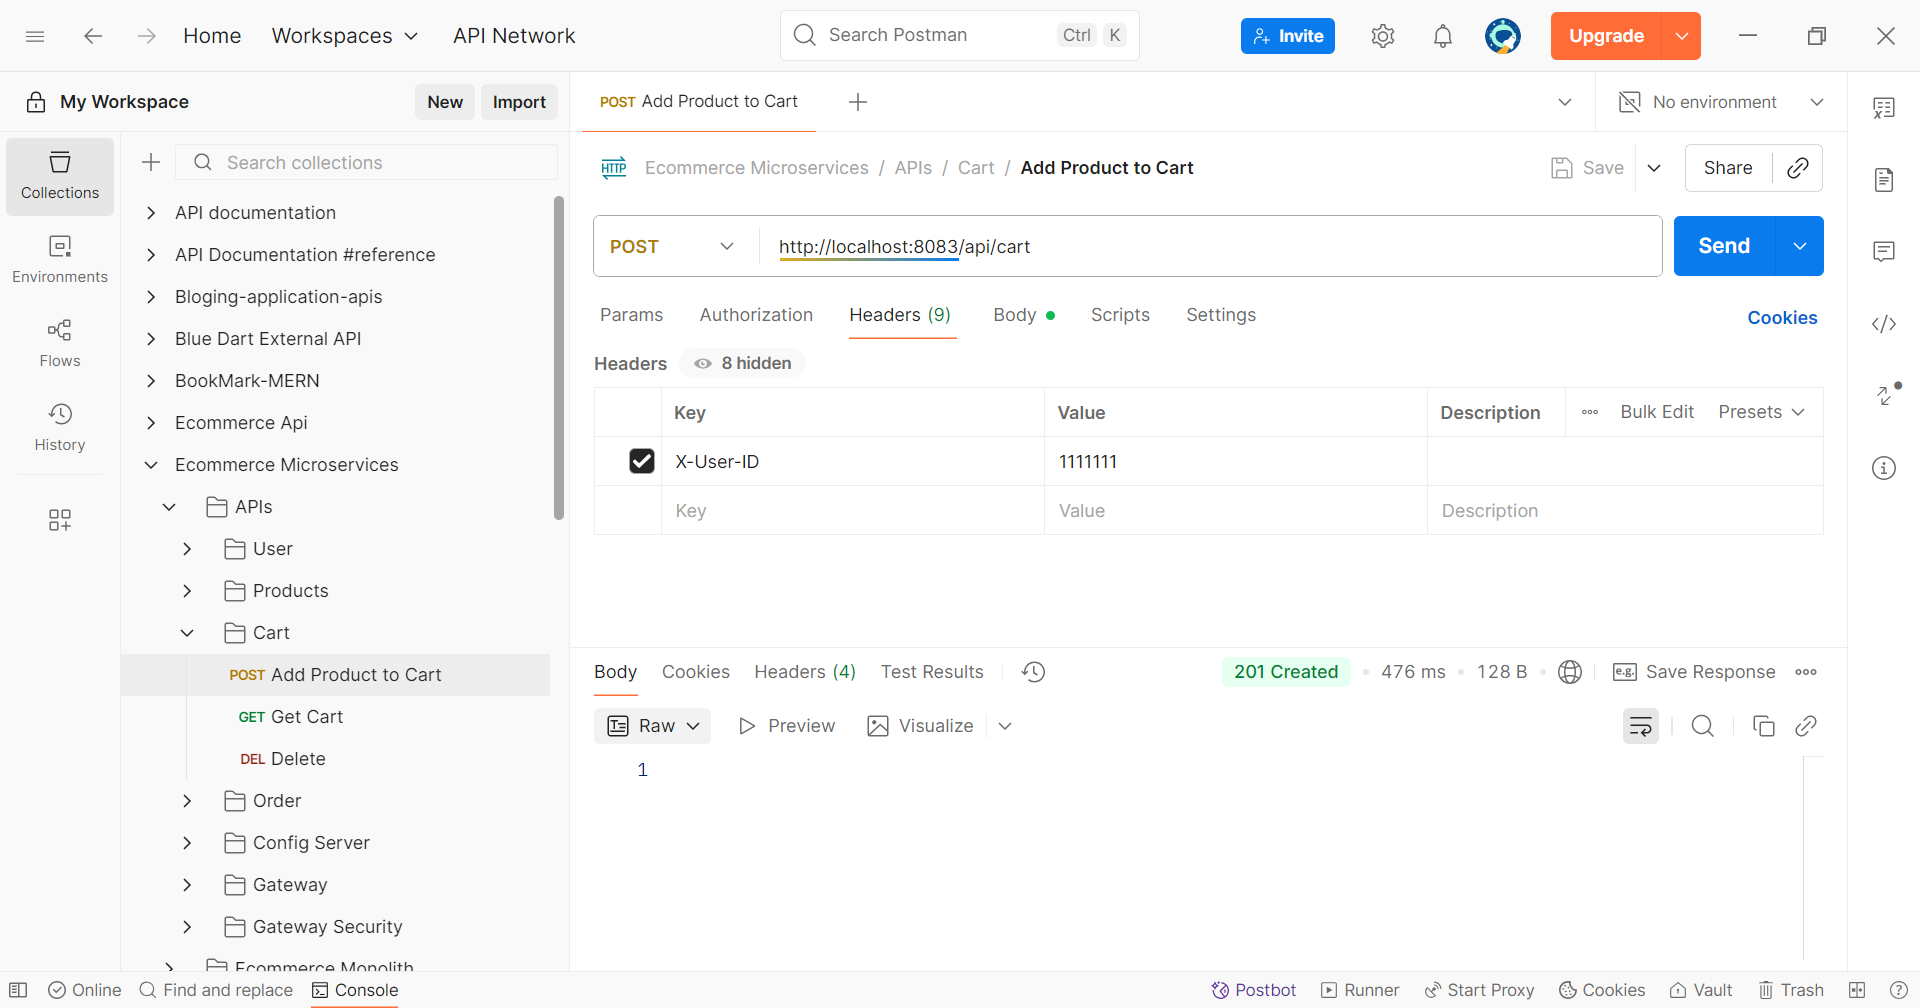 Home Workspaces API Network Search Postman Ctrl K Invite Upgrade
My Workspace New Import
POST Add Product to Cart No environment
Search collections
Collections
Environments
Flows
History
API documentation
API Documentation #reference
Bloging-application-apis
Blue Dart External API
BookMark-MERN
Ecommerce Api
Ecommerce Microservices
APIs
User
Products
Cart
POST Add Product to Cart
GET Get Cart
DEL Delete
Order
Config Server
Gateway
Gateway Security
Ecommerce Monolith
HTTP Ecommerce Microservices / APIs / Cart / Add Product to Cart Save Share
POST http://localhost:8083/api/cart Send
Params Authorization Headers (9) Body Scripts Settings Cookies
Headers 8 hidden
Key Value Description Bulk Edit Presets
X-User-ID 1111111
Key Value Description
Body Cookies Headers (4) Test Results 201 Created • 476 ms • 128 B • e.g. Save Response
Raw Preview Visualize
1
Online Find and replace Console Postbot Runner Start Proxy Cookies Vault Trash